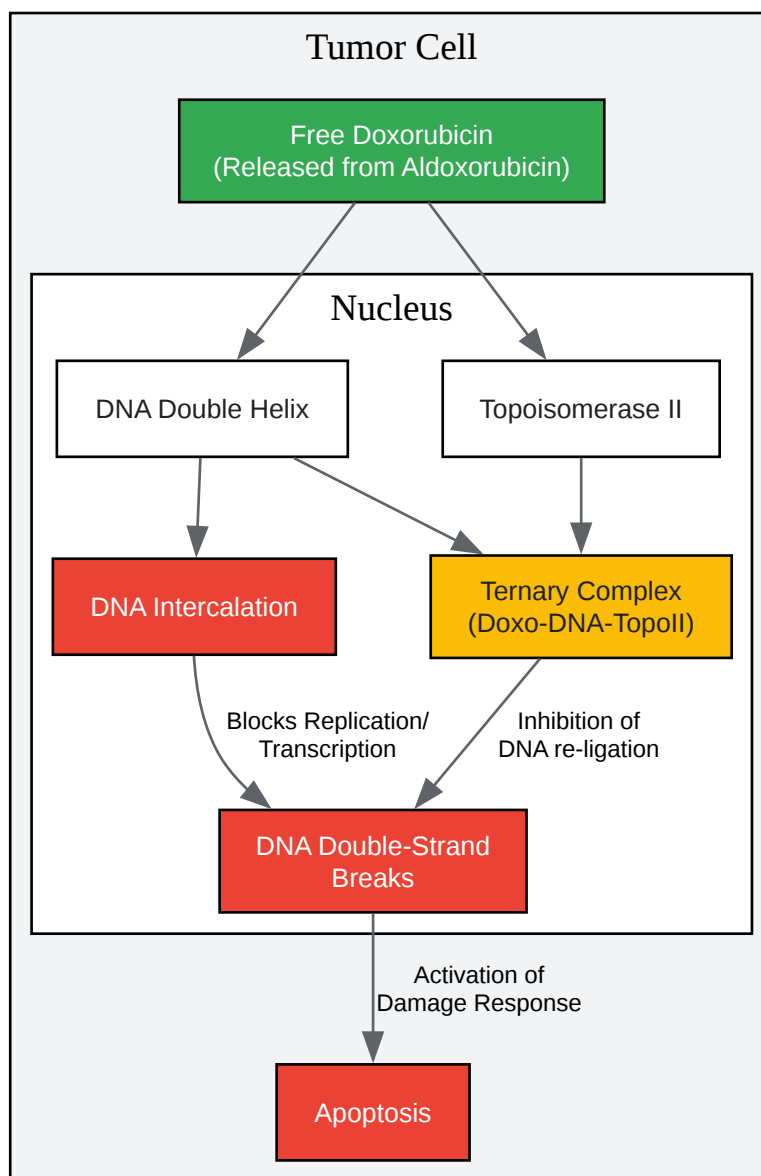 Tumor Cell
Free Doxorubicin
(Released from Aldoxorubicin)
Nucleus
DNA Double Helix
Topoisomerase II
DNA Intercalation
Ternary Complex
(Doxo-DNA-TopoII)
Blocks Replication/
Transcription
Inhibition of
DNA re-ligation
DNA Double-Strand
Breaks
Activation of
Damage Response
Apoptosis